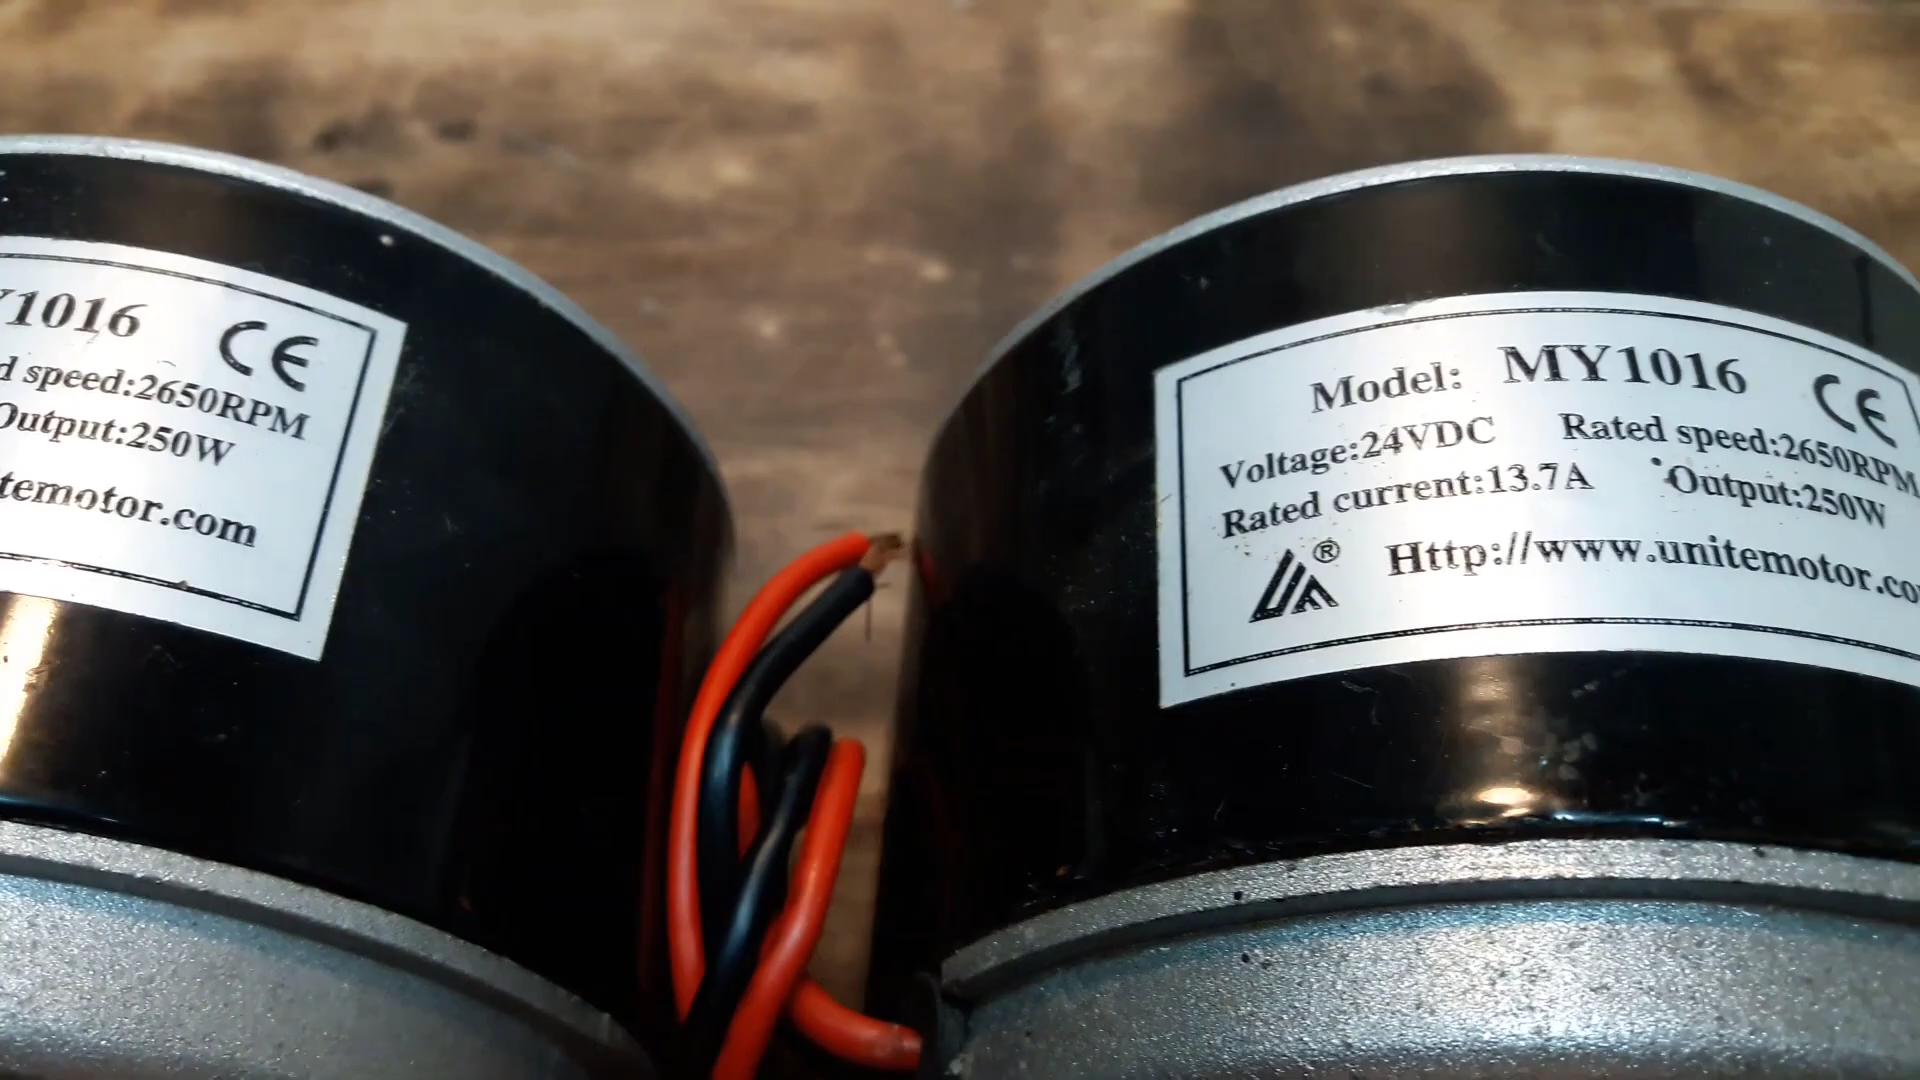 Y1016 CE
d speed:2650RPM
Output:250W
temotor.com
Model: MY1016 CE
Voltage:24VDC Rated speed:2650RPM
Rated current:13.7A Output:250W
® Http://www.unitemotor.co